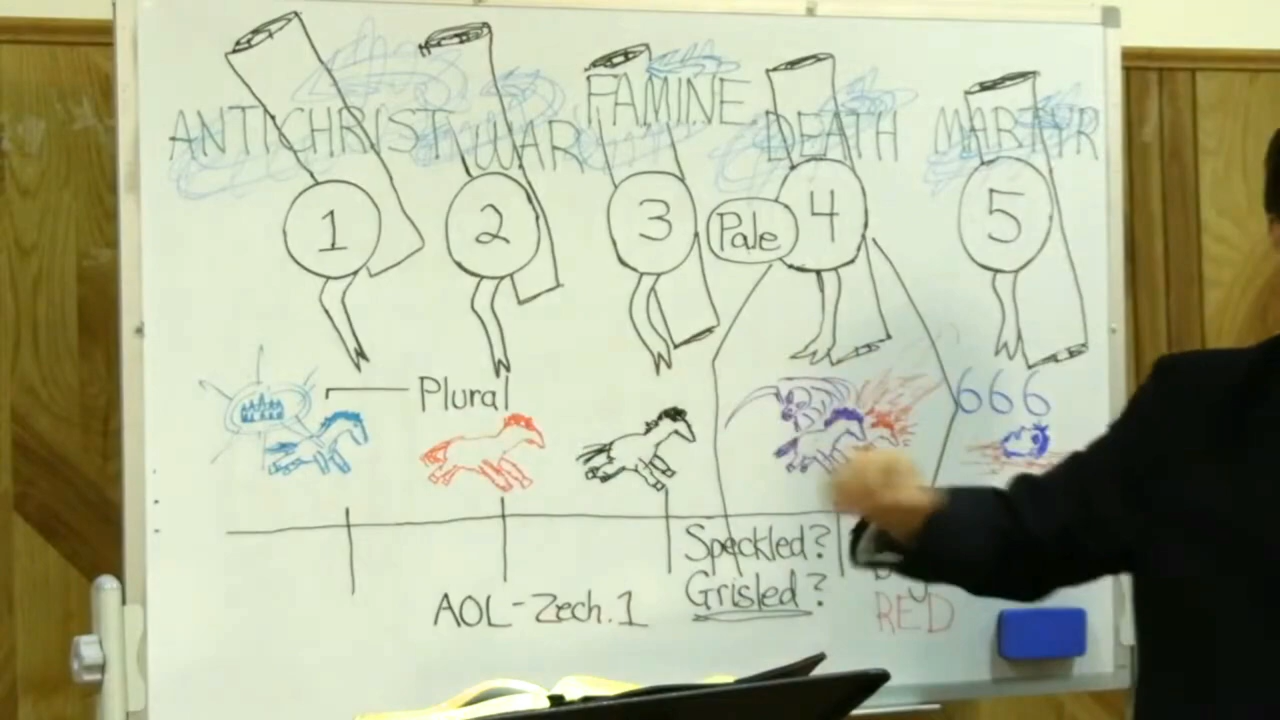 ANTICHRIST WAR FAMINE DEATH MARTYR
1 2 3 Pale 4 5
Plural
666
Speckled?
Grisled?
AOL-Zech.1
RED